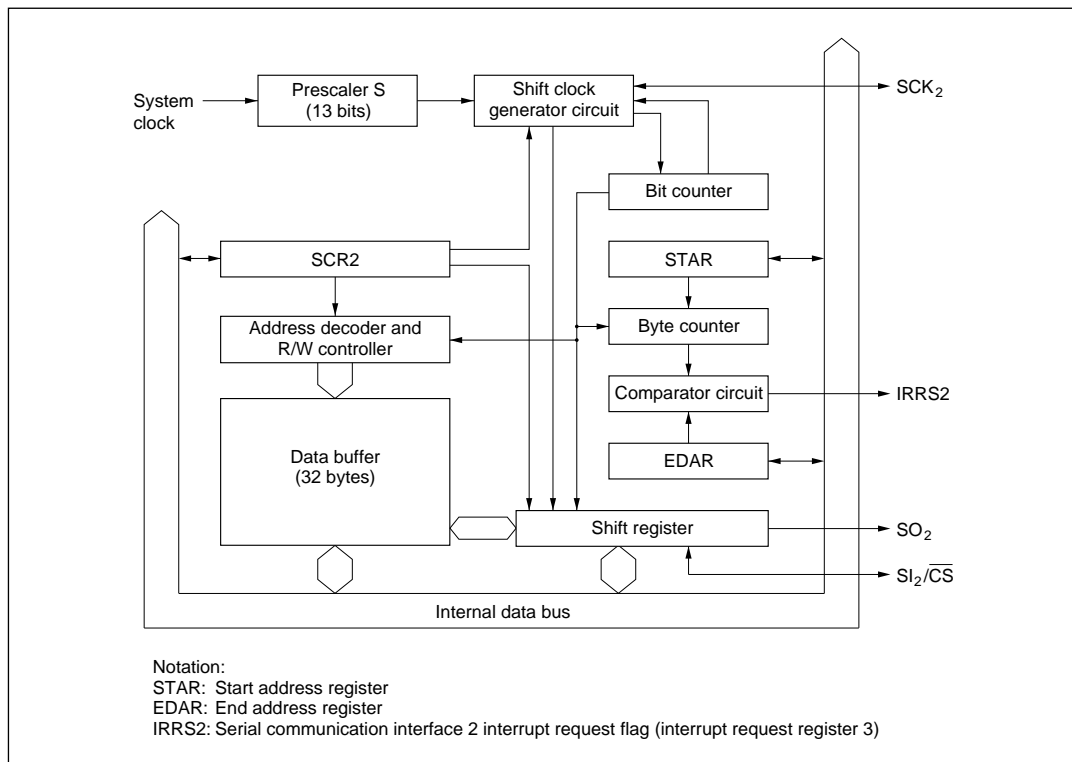 System
clock
Prescaler S
(13 bits)
Shift clock
generator circuit
SCK₂
Bit counter
SCR2
STAR
Address decoder and
R/W controller
Byte counter
Comparator circuit
IRRS2
Data buffer
(32 bytes)
EDAR
Shift register
SO₂
SI₂/C̅S̅
Internal data bus
Notation:
STAR: Start address register
EDAR: End address register
IRRS2: Serial communication interface 2 interrupt request flag (interrupt request register 3)